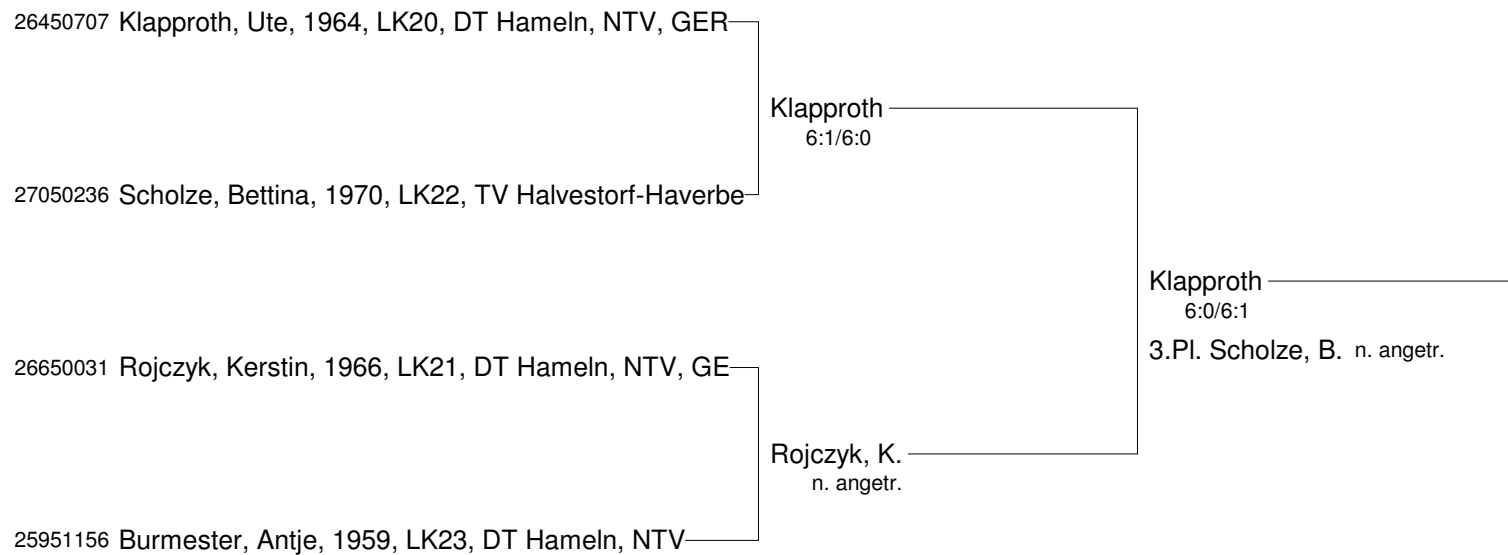 26450707 Klapproth, Ute, 1964, LK20, DT Hameln, NTV, GER
Klapproth
6:1/6:0
27050236 Scholze, Bettina, 1970, LK22, TV Halvestorf-Haverbe
Klapproth
6:0/6:1
3.Pl. Scholze, B. n. angetr.
26650031 Rojczyk, Kerstin, 1966, LK21, DT Hameln, NTV, GE
Rojczyk, K.
n. angetr.
25951156 Burmester, Antje, 1959, LK23, DT Hameln, NTV